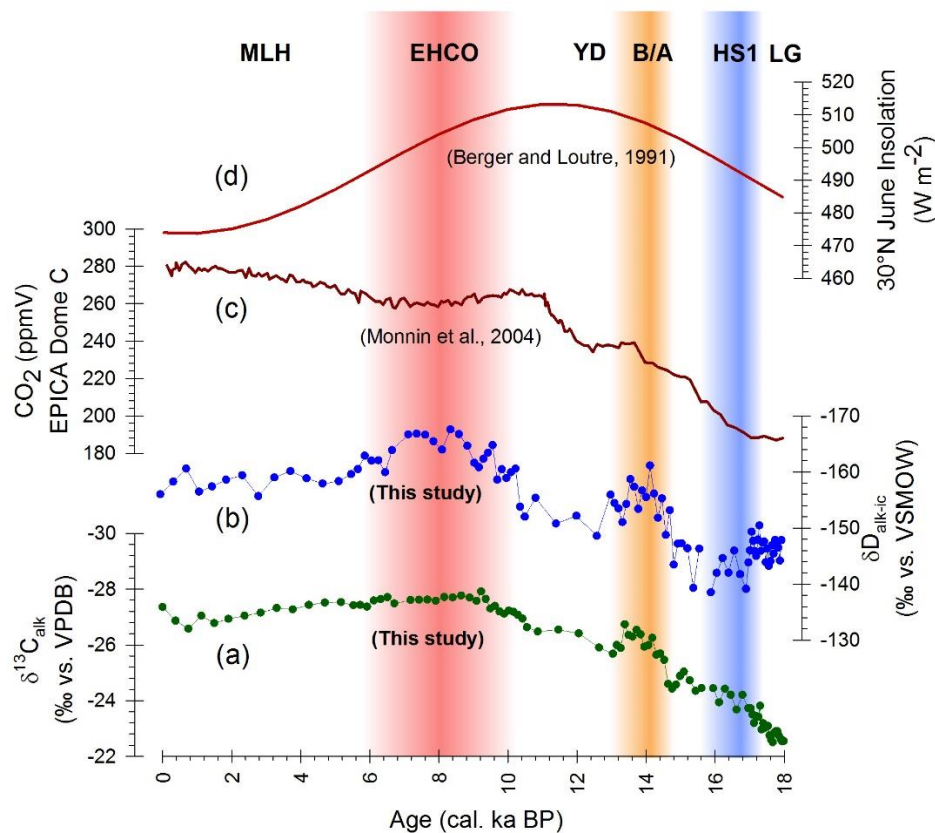 MLH EHCO YD B/A HS1 LG
(d)
(Berger and Loutre, 1991)
520
510
500
490
480
470
460
30°N June Insolation
(W m-2)
300
280
260
240
220
200
180
CO2 (ppmV)
EPICA Dome C
(c)
(Monnin et al., 2004)
-170
-160
-150
-140
-130
δDalk-ic
(‰ vs. VSMOW)
(This study)
(b)
-30
-28
-26
-24
-22
δ13Calk
(‰ vs. VPDB)
(This study)
(a)
0 2 4 6 8 10 12 14 16 18
Age (cal. ka BP)